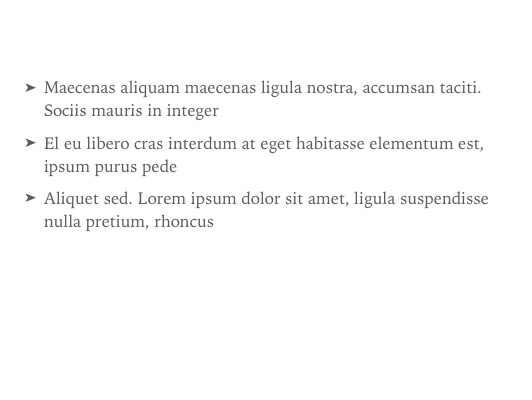 ➤ Maecenas aliquam maecenas ligula nostra, accumsan taciti.
Sociis mauris in integer
➤ El eu libero cras interdum at eget habitasse elementum est,
ipsum purus pede
➤ Aliquet sed. Lorem ipsum dolor sit amet, ligula suspendisse
nulla pretium, rhoncus